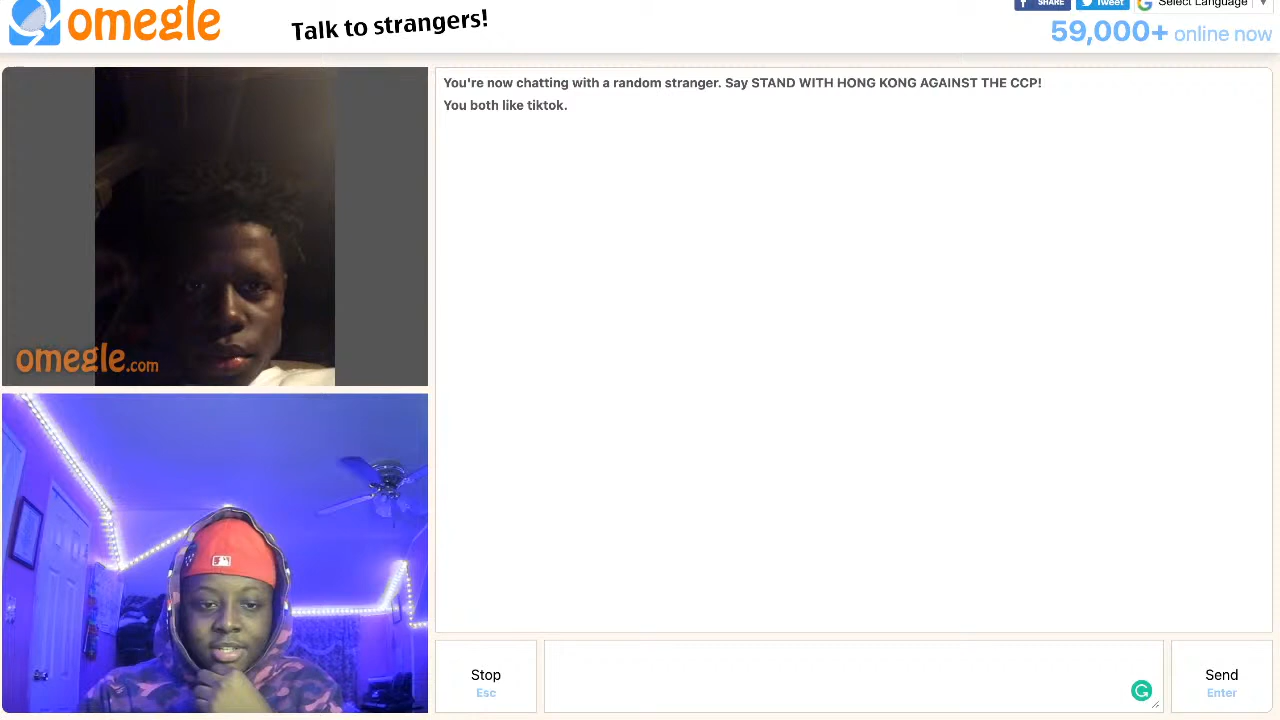 omegle
Talk to strangers!
SHARE
Tweet
Select Language
59,000+ online now
You're now chatting with a random stranger. Say STAND WITH HONG KONG AGAINST THE CCP!
You both like tiktok.
omegle.com
Stop
Esc
Send
Enter